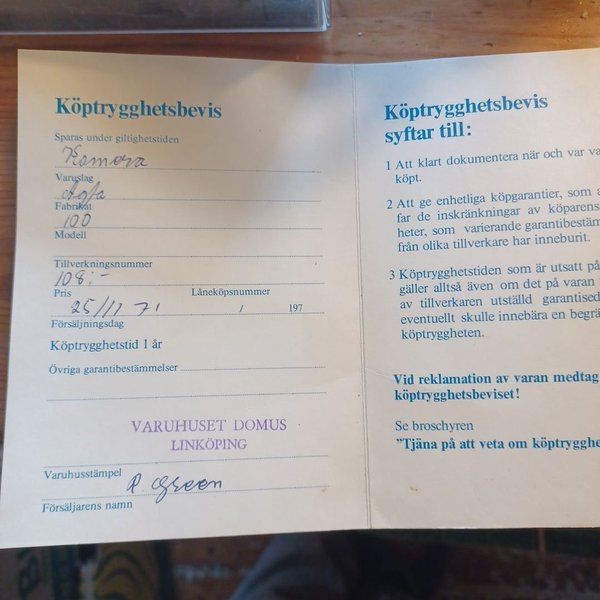 Köptrygghetsbevis
Sparas under giltighetstiden
Kamera
Varuslag
Agfa
Fabrikat
100
Modell
Tillverkningsnummer
108:-
Pris
Låneköpsnummer
25/11 71
/ 197
Försäljningsdag
Köptrygghetstid 1 år
Övriga garantibestämmelser
VARUHUSET DOMUS
LINKÖPING
Varuhusstämpel
R. Green
Försäljarens namn
Köptrygghetsbevis
syftar till:
1 Att klart dokumentera när och var va
köpt.
2 Att ge enhetliga köpgarantier, som a
far de inskränkningar av köparens
heter, som varierande garantibestäm
från olika tillverkare har inneburit.
3 Köptrygghetstiden som är utsatt på
gäller alltså även om det på varan
av tillverkaren utställd garantised
eventuellt skulle innebära en begrä
köptryggheten.
Vid reklamation av varan medtag
köptrygghetsbeviset!
Se broschyren
"Tjäna på att veta om köptrygghe